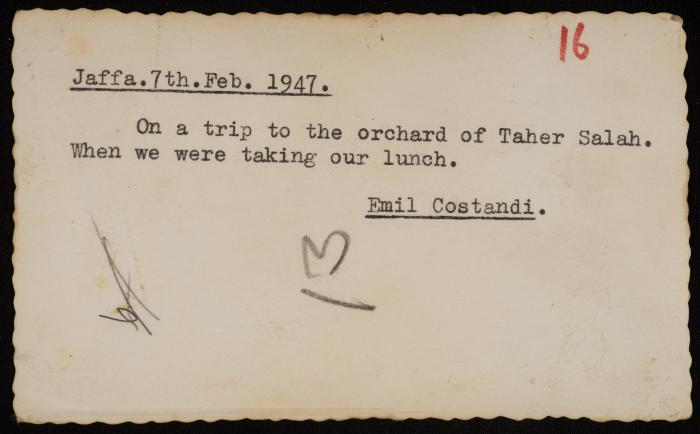 16
Jaffa.7th.Feb. 1947.
On a trip to the orchard of Taher Salah.
When we were taking our lunch.
Emil Costandi.
13